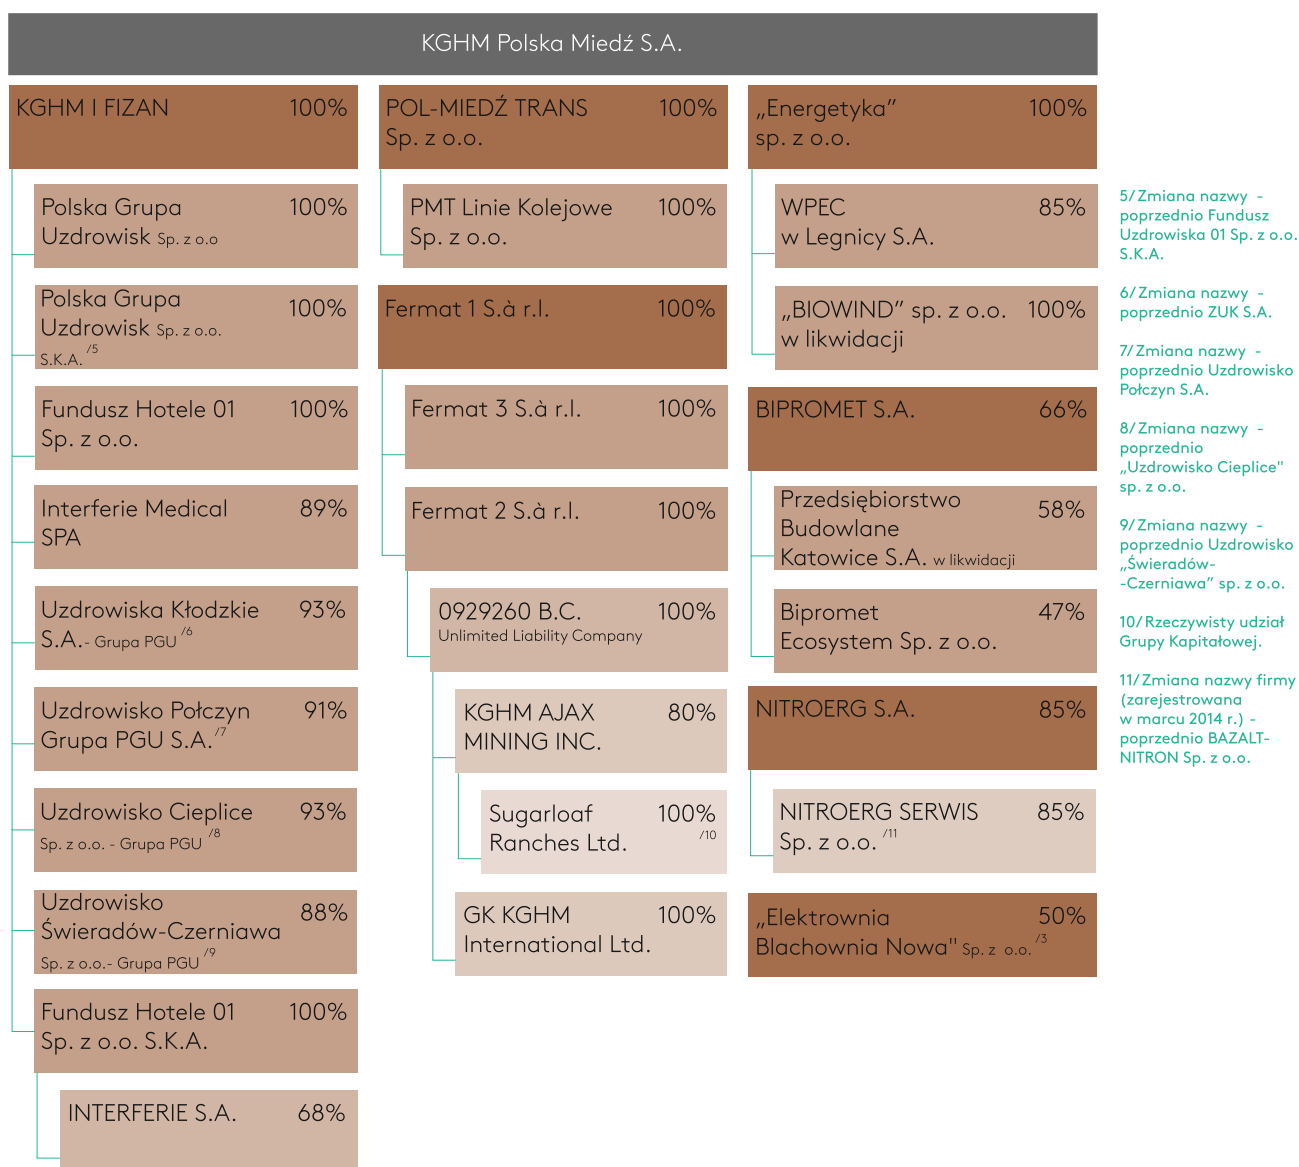 KGHM Polska Miedź S.A.
KGHM I FIZAN 100%
Polska Grupa 100%
Uzdrowisk Sp. z o.o
Polska Grupa 100%
Uzdrowisk Sp. z o.o.
S.K.A. /5
Fundusz Hotele 01 100%
Sp. z o.o.
Interferie Medical 89%
SPA
Uzdrowiska Kłodzkie 93%
S.A.- Grupa PGU /6
Uzdrowisko Połczyn 91%
Grupa PGU S.A. /7
Uzdrowisko Cieplice 93%
Sp. z o.o. - Grupa PGU /8
Uzdrowisko 88%
Świeradów-Czerniawa
Sp. z o.o.- Grupa PGU /9
Fundusz Hotele 01 100%
Sp. z o.o. S.K.A.
INTERFERIE S.A. 68%
POL-MIEDŹ TRANS 100%
Sp. z o.o.
PMT Linie Kolejowe 100%
Sp. z o.o.
Fermat 1 S.à r.l. 100%
Fermat 3 S.à r.l. 100%
Fermat 2 S.à r.l. 100%
0929260 B.C. 100%
Unlimited Liability Company
KGHM AJAX 80%
MINING INC.
Sugarloaf 100%
Ranches Ltd. /10
GK KGHM 100%
International Ltd.
„Energetyka” 100%
sp. z o.o.
WPEC 85%
w Legnicy S.A.
„BIOWIND” sp. z o.o. 100%
w likwidacji
BIPROMET S.A. 66%
Przedsiębiorstwo 58%
Budowlane
Katowice S.A. w likwidacji
Bipromet 47%
Ecosystem Sp. z o.o.
NITROERG S.A. 85%
NITROERG SERWIS 85%
Sp. z o.o. /11
„Elektrownia 50%
Blachownia Nowa" Sp. z o.o. /3
5/Zmiana nazwy -
poprzednio Fundusz
Uzdrowiska 01 Sp. z o.o.
S.K.A.
6/Zmiana nazwy -
poprzednio ZUK S.A.
7/Zmiana nazwy -
poprzednio Uzdrowisko
Połczyn S.A.
8/Zmiana nazwy -
poprzednio
„Uzdrowisko Cieplice"
sp. z o.o.
9/Zmiana nazwy -
poprzednio Uzdrowisko
„Świeradów-
-Czerniawa” sp. z o.o.
10/Rzeczywisty udział
Grupy Kapitałowej.
11/Zmiana nazwy firmy
(zarejestrowana
w marcu 2014 r.) -
poprzednio BAZALT-
NITRON Sp. z o.o.